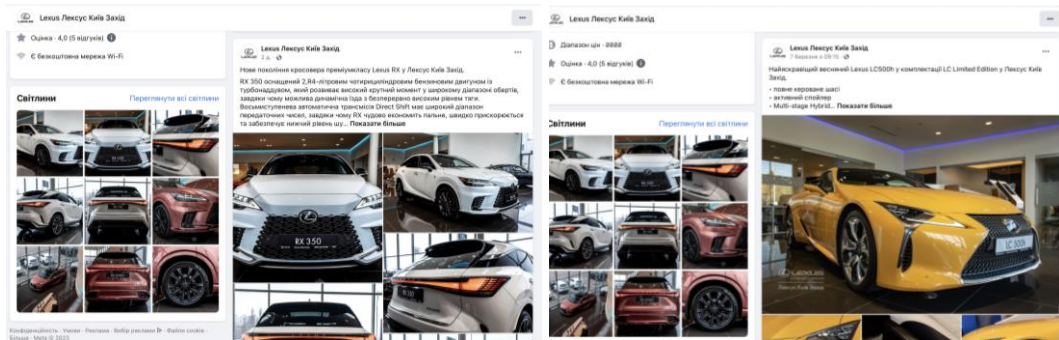 Lexus Лексус Київ Захід
Оцінка · 4,0 (5 відгуків)
Є безкоштовна мережа Wi-Fi
Світлини
Переглянути всі світлини
Конфіденційність · Умови · Реклама · Вибір реклами · Файли cookie ·
Більше · Meta © 2023
Lexus Лексус Київ Захід
Нове покоління кросовера преміумкласу Lexus RX у Лексус Київ Захід.
RX 350 оснащений 2,4-літровим чотирициліндровим бензиновим двигуном із
турбонаддувом, який розвиває високий крутний момент у широкому діапазоні обертів,
завдяки чому можлива динамічна їзда з безперервно високим рівнем тяги.
Восьмиступенева автоматична трансмісія Direct Shift має широкий діапазон
передаточних чисел, завдяки чому RX чудово економить пальне, швидко прискорюється
та забезпечує нижчий рівень шу... Показати більше
RX 350
Lexus Лексус Київ Захід
Діапазон цін ·
Оцінка · 4,0 (5 відгуків)
Є безкоштовна мережа Wi-Fi
Світлини
Переглянути всі світлини
Lexus Лексус Київ Захід
7 березня о 09:15
Найяскравіший весняний Lexus LC500h у комплектації LC Limited Edition у Лексус Київ
Захід.
• повне кероване шасі
• активний спойлер
• Multi-stage Hybrid... Показати більше
LC 500h
LEXUS
Лексус Київ Захід